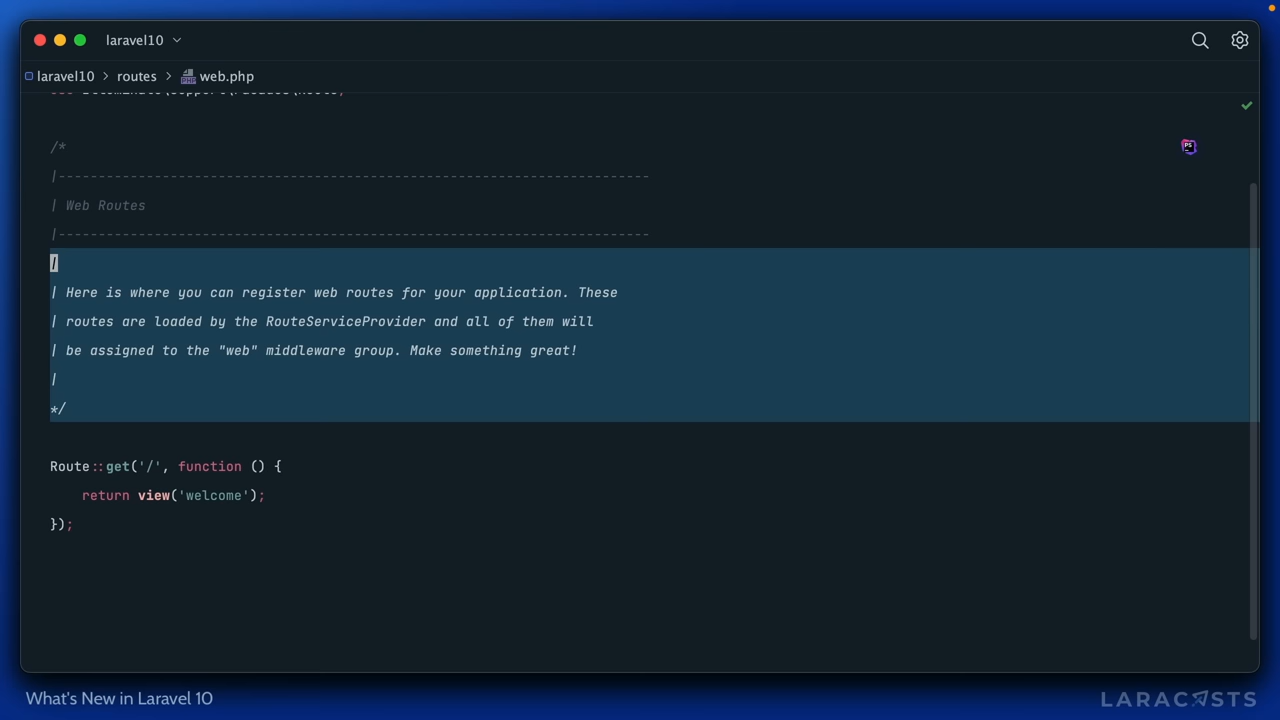 laravel10
laravel10 > routes > web.php
/*
|--------------------------------------------------------------------------
| Web Routes
|--------------------------------------------------------------------------
|
| Here is where you can register web routes for your application. These
| routes are loaded by the RouteServiceProvider and all of them will
| be assigned to the "web" middleware group. Make something great!
|
*/
Route::get('/', function () {
    return view('welcome');
});
What's New in Laravel 10
LARACASTS